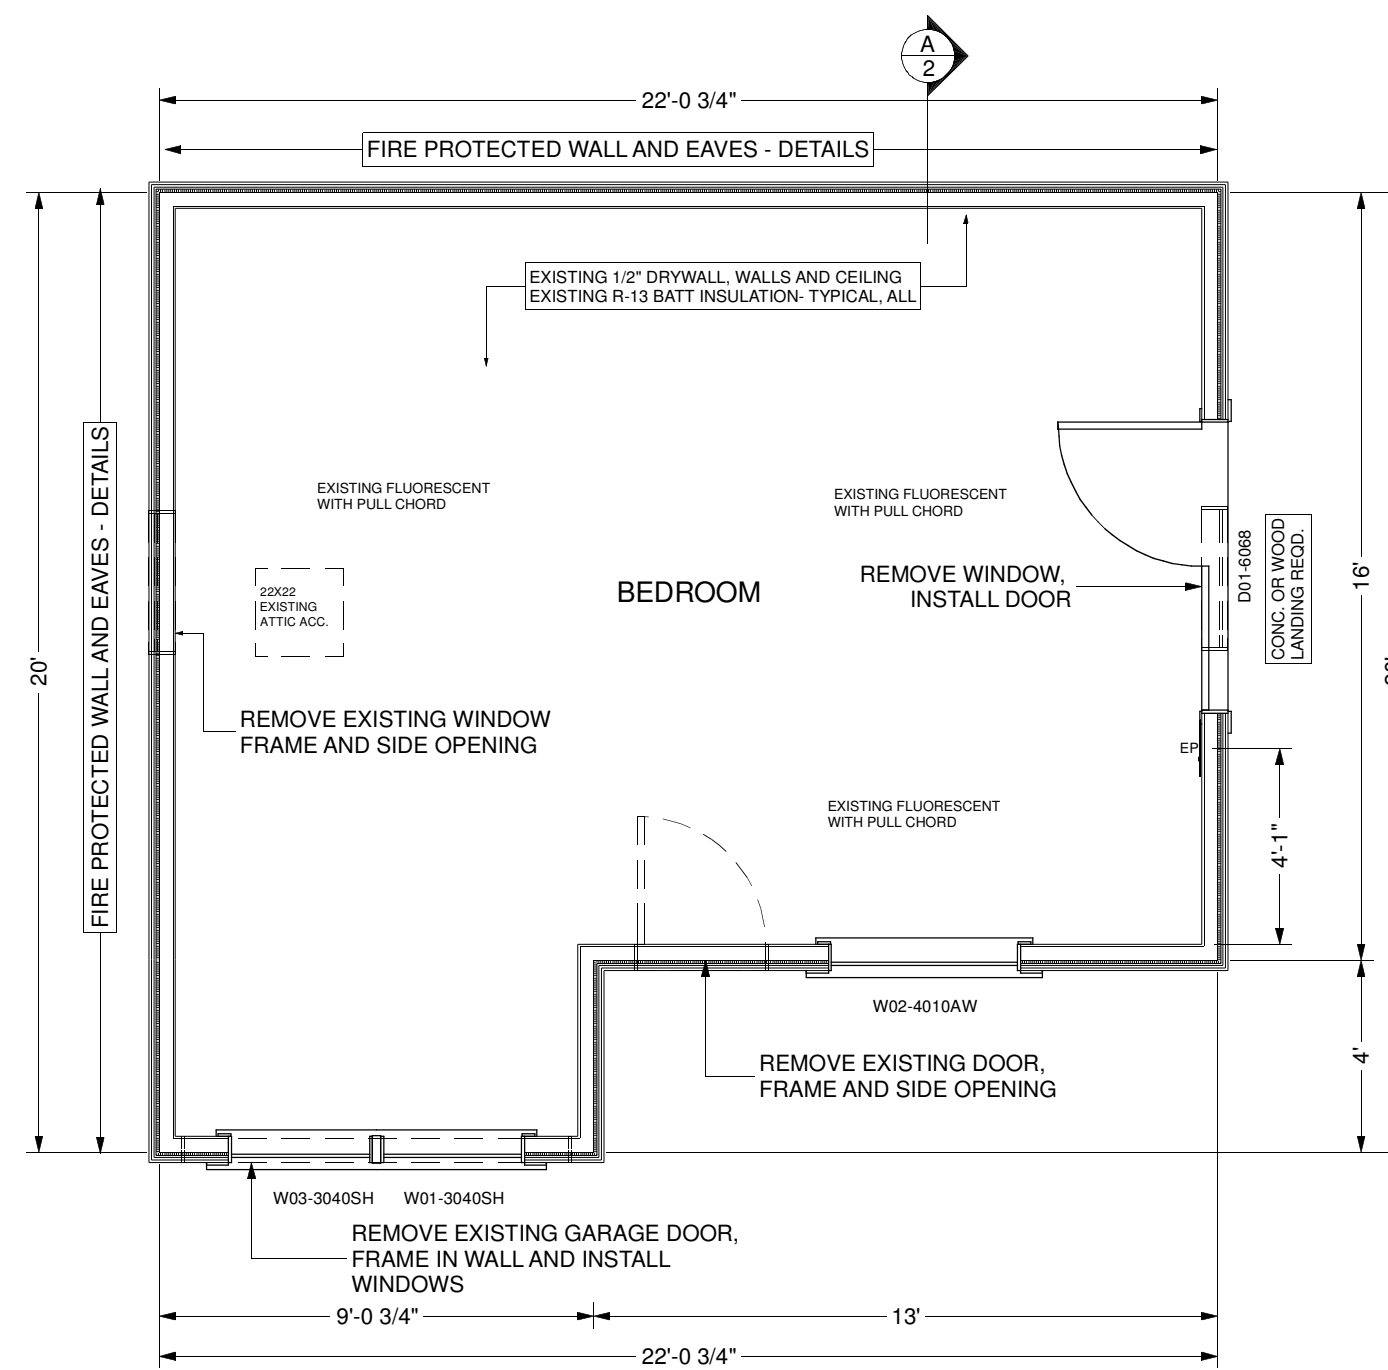 A
2
22'-0 3/4"
FIRE PROTECTED WALL AND EAVES - DETAILS
EXISTING 1/2" DRYWALL, WALLS AND CEILING
EXISTING R-13 BATT INSULATION- TYPICAL, ALL
FIRE PROTECTED WALL AND EAVES - DETAILS
20'
EXISTING FLUORESCENT
WITH PULL CHORD
EXISTING FLUORESCENT
WITH PULL CHORD
22X22
EXISTING
ATTIC ACC.
BEDROOM
REMOVE WINDOW,
INSTALL DOOR
D01-6068
CONC. OR WOOD
LANDING REQD.
16'
REMOVE EXISTING WINDOW
FRAME AND SIDE OPENING
EP
4'-1"
EXISTING FLUORESCENT
WITH PULL CHORD
W02-4010AW
REMOVE EXISTING DOOR,
FRAME AND SIDE OPENING
4'
W03-3040SH
W01-3040SH
REMOVE EXISTING GARAGE DOOR,
FRAME IN WALL AND INSTALL
WINDOWS
9'-0 3/4"
13'
22'-0 3/4"